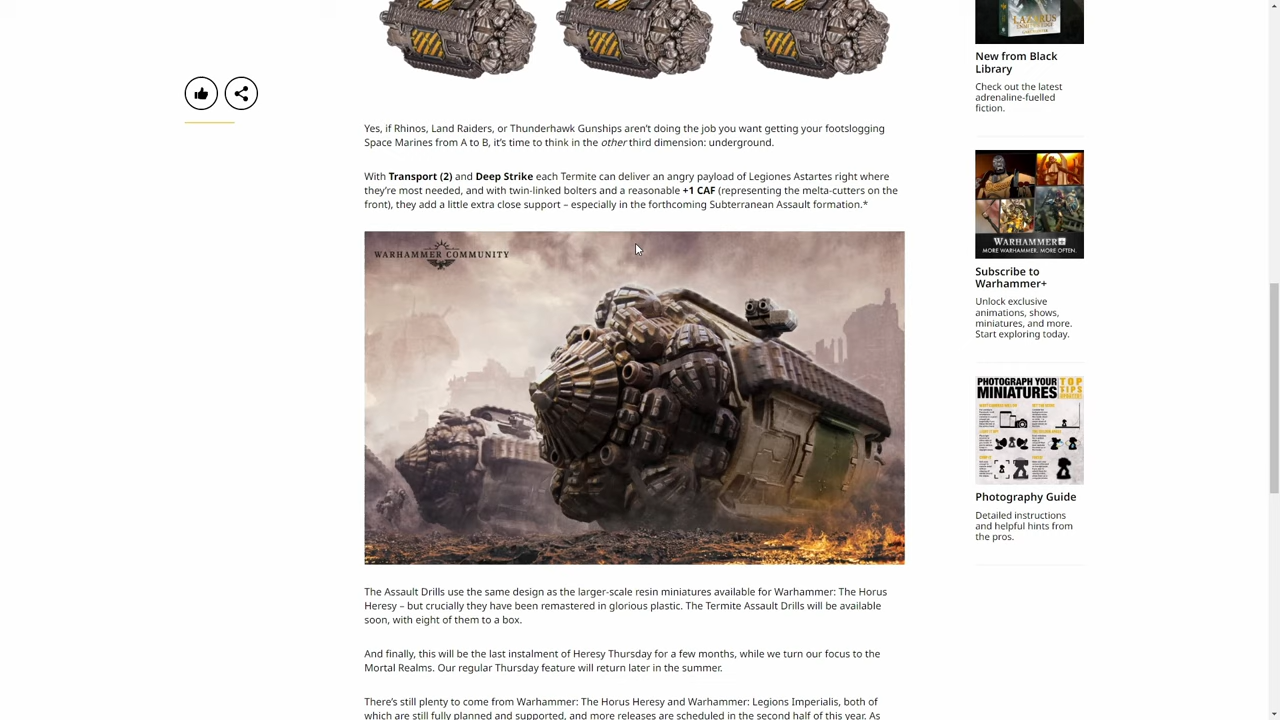 Yes, if Rhinos, Land Raiders, or Thunderhawk Gunships aren't doing the job you want getting your footslogging
Space Marines from A to B, it's time to think in the other third dimension: underground.
With Transport (2) and Deep Strike each Termite can deliver an angry payload of Legiones Astartes right where
they're most needed, and with twin-linked bolters and a reasonable +1 CAF (representing the melta-cutters on the
front), they add a little extra close support – especially in the forthcoming Subterranean Assault formation.*
WARHAMMER COMMUNITY
The Assault Drills use the same design as the larger-scale resin miniatures available for Warhammer: The Horus
Heresy – but crucially they have been remastered in glorious plastic. The Termite Assault Drills will be available
soon, with eight of them to a box.
And finally, this will be the last instalment of Heresy Thursday for a few months, while we turn our focus to the
Mortal Realms. Our regular Thursday feature will return later in the summer.
There's still plenty to come from Warhammer: The Horus Heresy and Warhammer: Legions Imperialis, both of
which are still fully planned and supported, and more releases are scheduled in the second half of this year. As
LAZARUS
New from Black
Library
Check out the latest
adrenaline-fuelled
fiction.
WARHAMMER+
MORE WARHAMMER. MORE OFTEN.
Subscribe to
Warhammer+
Unlock exclusive
animations, shows,
miniatures, and more.
Start exploring today.
PHOTOGRAPH YOUR
MINIATURES
TOP
TIPS
Photography Guide
Detailed instructions
and helpful hints from
the pros.